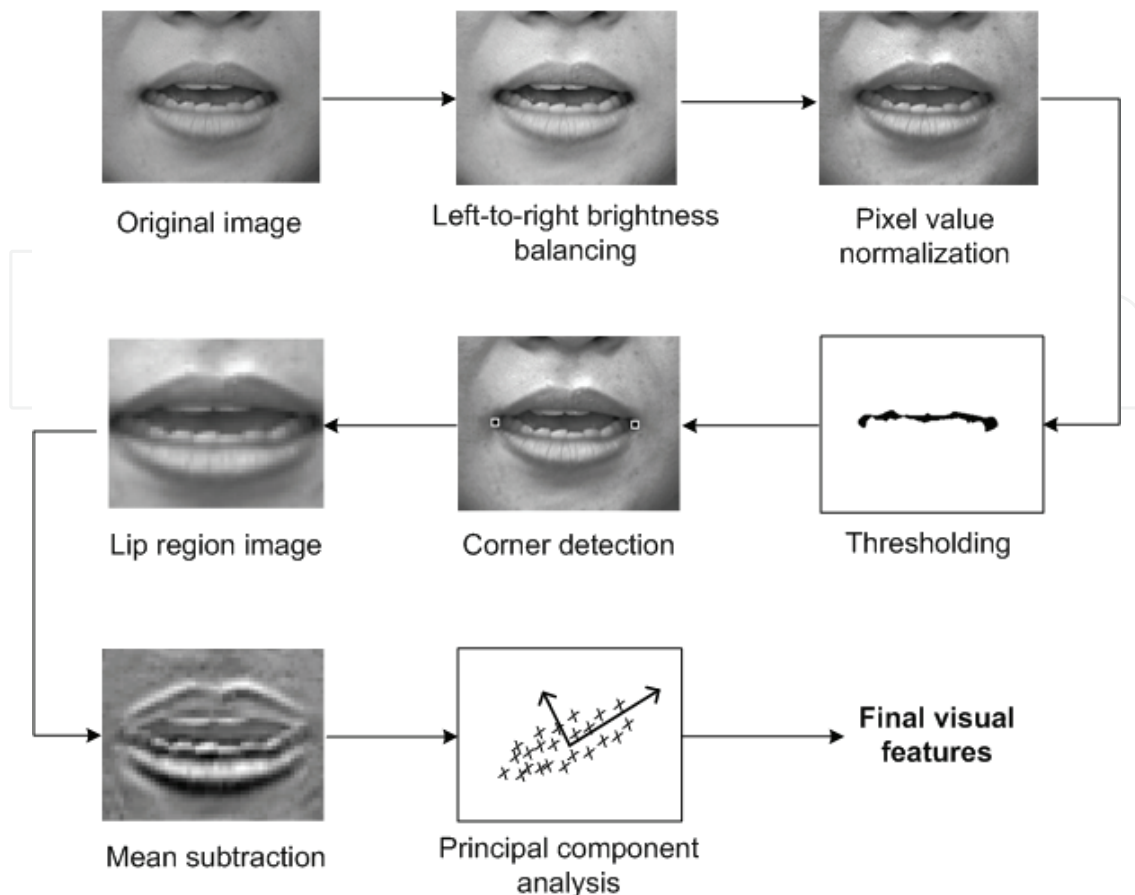 Original image
Left-to-right brightness
balancing
Pixel value
normalization
Thresholding
Corner detection
Lip region image
Mean subtraction
Principal component
analysis
Final visual
features